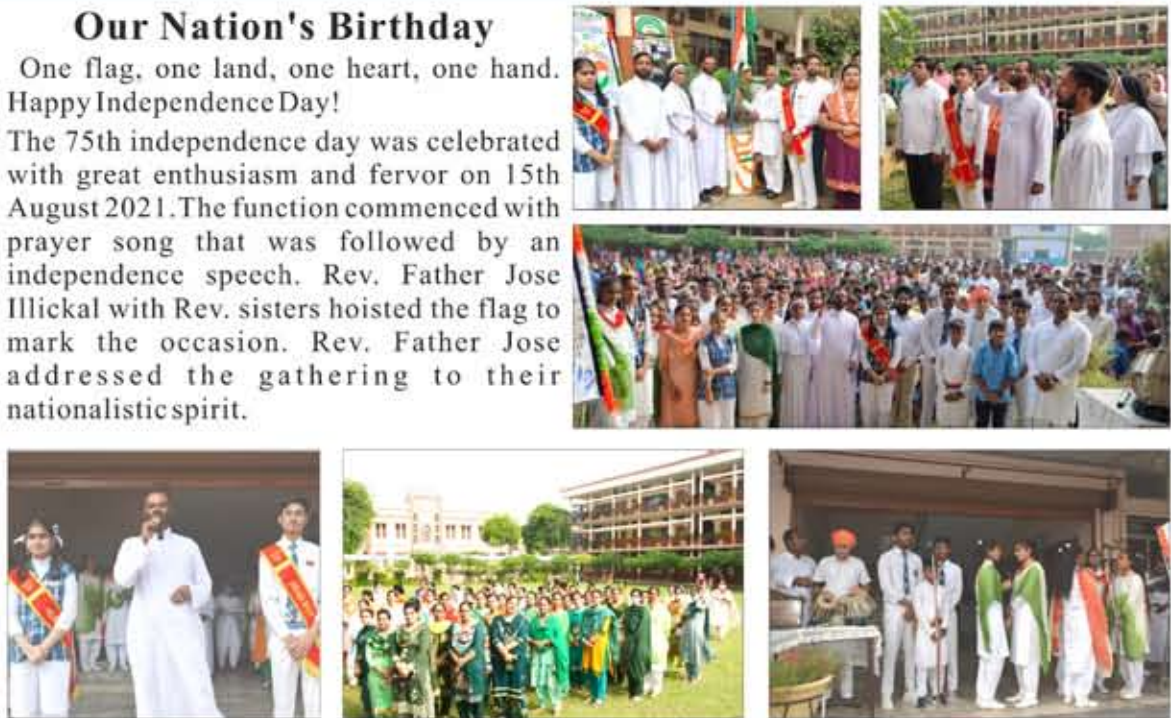 Our Nation's Birthday
One flag, one land, one heart, one hand.
Happy Independence Day!
The 75th independence day was celebrated
with great enthusiasm and fervor on 15th
August 2021.The function commenced with
prayer song that was followed by an
independence speech. Rev. Father Jose
Illickal with Rev. sisters hoisted the flag to
mark the occasion. Rev. Father Jose
addressed the gathering to their
nationalistic spirit.